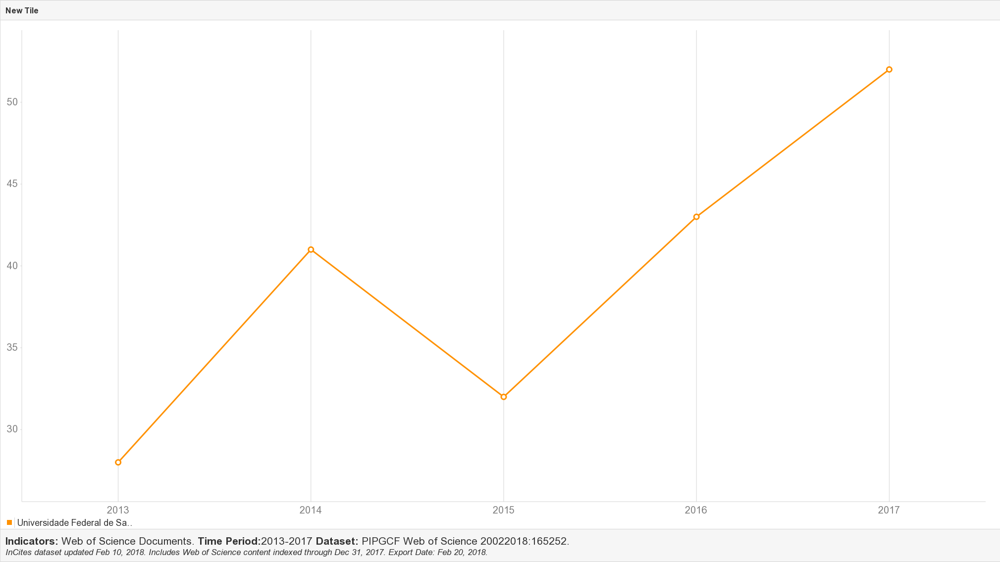 New Tile
50
45
40
35
30
2013 2014 2015 2016 2017
Universidade Federal de Sa..
Indicators: Web of Science Documents. Time Period:2013-2017 Dataset: PIPGCF Web of Science 20022018:165252.
InCites dataset updated Feb 10, 2018. Includes Web of Science content indexed through Dec 31, 2017. Export Date: Feb 20, 2018.